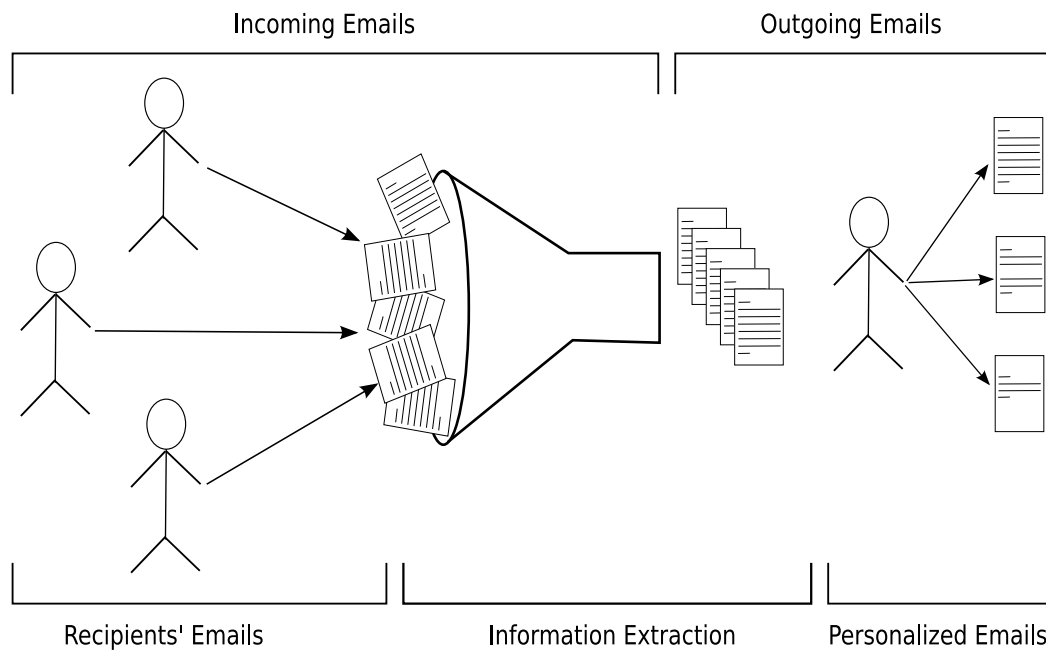 Incoming Emails
Outgoing Emails
Recipients' Emails
Information Extraction
Personalized Emails